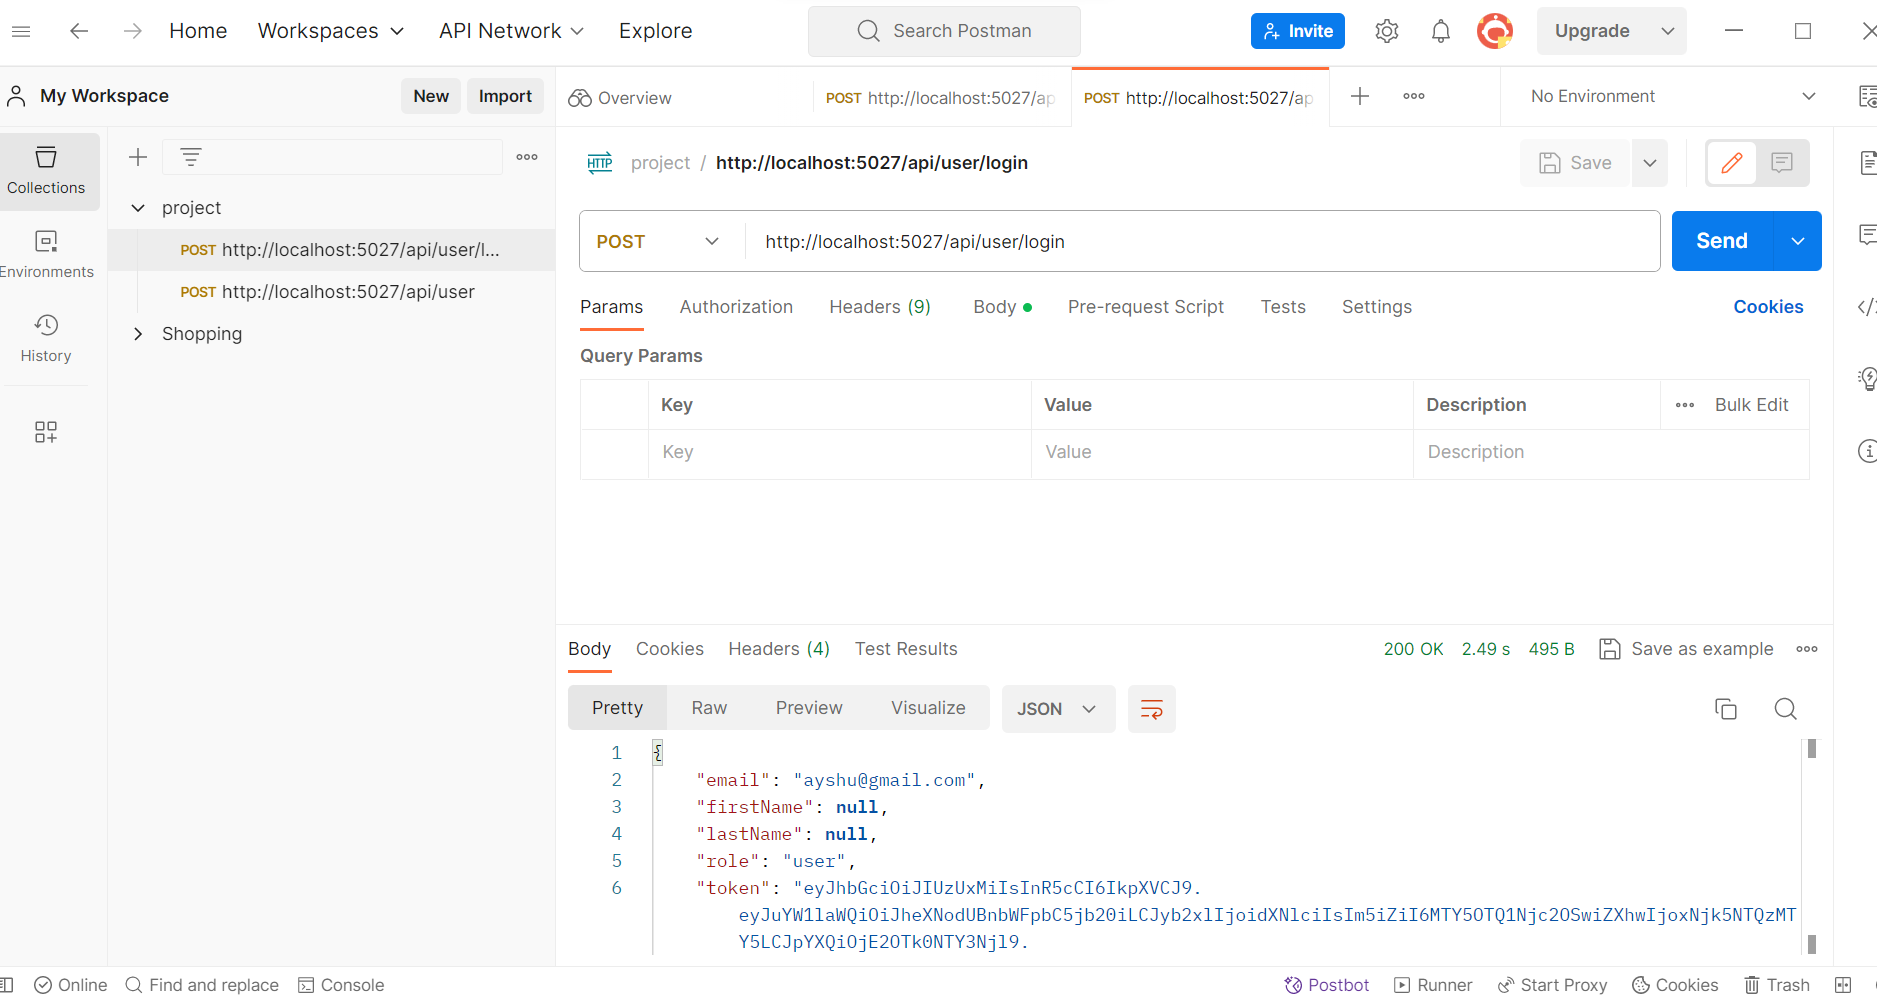 Home Workspaces API Network Explore Search Postman Invite Upgrade
My Workspace New Import Overview POST http://localhost:5027/ap POST http://localhost:5027/ap No Environment
Collections
Environments
History
project
POST http://localhost:5027/api/user/l...
POST http://localhost:5027/api/user
Shopping
HTTP project / http://localhost:5027/api/user/login Save
POST http://localhost:5027/api/user/login Send
Params Authorization Headers (9) Body Pre-request Script Tests Settings Cookies
Query Params
Key Value Description Bulk Edit
Key Value Description
Body Cookies Headers (4) Test Results 200 OK 2.49 s 495 B Save as example
Pretty Raw Preview Visualize JSON
1 {
2 "email": "ayshu@gmail.com",
3 "firstName": null,
4 "lastName": null,
5 "role": "user",
6 "token": "eyJhbGciOiJIUzUxMiIsInR5cCI6IkpXVCJ9.
eyJuYW1laWQiOiJheXNodUBnbWFpbC5jb20iLCJyb2xlIjoidXNlciIsIm5iZiI6MTY5OTQ1Njc2OSwiZXhwIjoxNjk5NTQzMT
Y5LCJpYXQiOjE2OTk0NTY3Njl9.
Online Find and replace Console Postbot Runner Start Proxy Cookies Trash